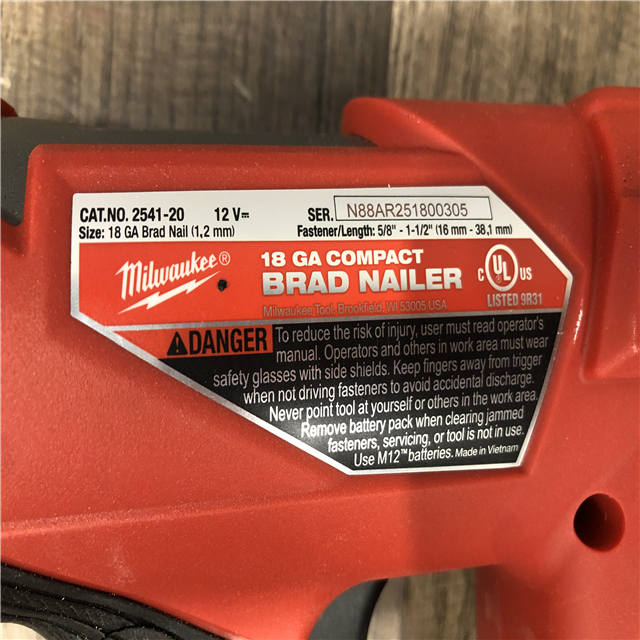 CAT.NO. 2541-20 12 V⎓ SER. N88AR251800305
Size: 18 GA Brad Nail (1,2 mm) Fastener/Length: 5/8" - 1-1/2" (16 mm - 38,1 mm)
Milwaukee®
18 GA COMPACT
BRAD NAILER
Milwaukee Tool, Brookfield, WI 53005 USA
C UL US
LISTED 9R31
DANGER To reduce the risk of injury, user must read operator's
manual. Operators and others in work area must wear
safety glasses with side shields. Keep fingers away from trigger
when not driving fasteners to avoid accidental discharge.
Never point tool at yourself or others in the work area.
Remove battery pack when clearing jammed
fasteners, servicing, or tool is not in use.
Use M12™ batteries. Made in Vietnam